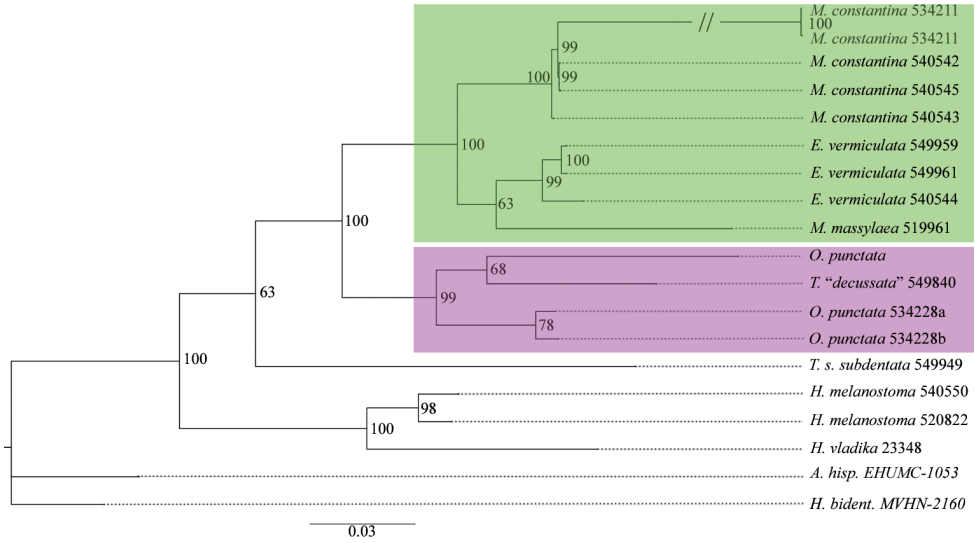 M. constantina 534211
100
M. constantina 534211
99
M. constantina 540542
100
99
M. constantina 540545
M. constantina 540543
100
E. vermiculata 549959
100
E. vermiculata 549961
99
E. vermiculata 540544
63
M. massylaea 519961
100
O. punctata
68
T. “decussata” 549840
99
O. punctata 534228a
78
O. punctata 534228b
63
T. s. subdentata 549949
100
H. melanostoma 540550
98
H. melanostoma 520822
100
H. vladika 23348
A. hisp. EHUMC-1053
H. bident. MVHN-2160
0.03